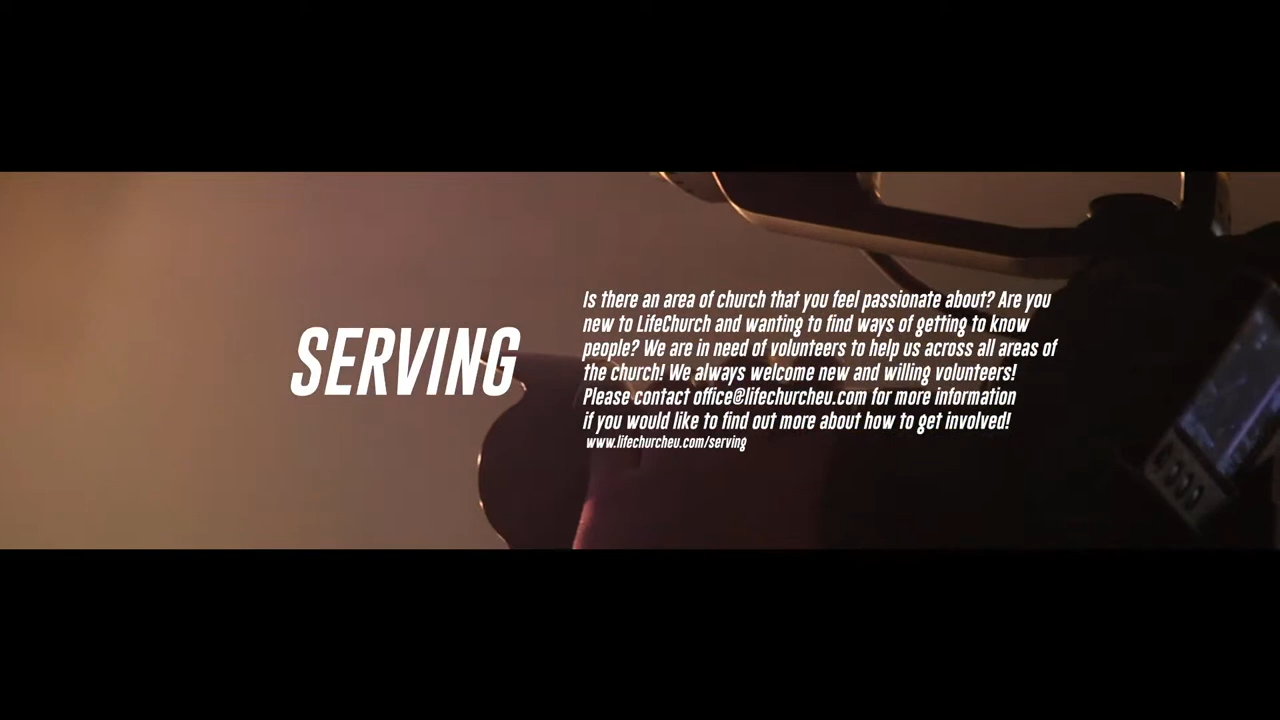 SERVING
Is there an area of church that you feel passionate about? Are you
new to LifeChurch and wanting to find ways of getting to know
people? We are in need of volunteers to help us across all areas of
the church! We always welcome new and willing volunteers!
Please contact office@lifechurcheu.com for more information
if you would like to find out more about how to get involved!
www.lifechurcheu.com/serving